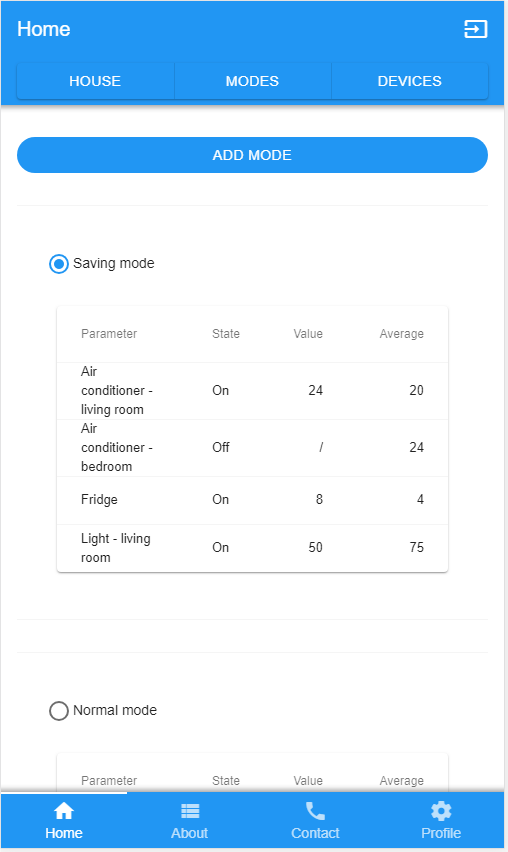 Home
HOUSE MODES DEVICES
ADD MODE
Saving mode
Parameter State Value Average
Air
conditioner -
living room On 24 20
Air
conditioner -
bedroom Off / 24
Fridge On 8 4
Light - living
room On 50 75
Normal mode
Parameter State Value Average
Home About Contact Profile